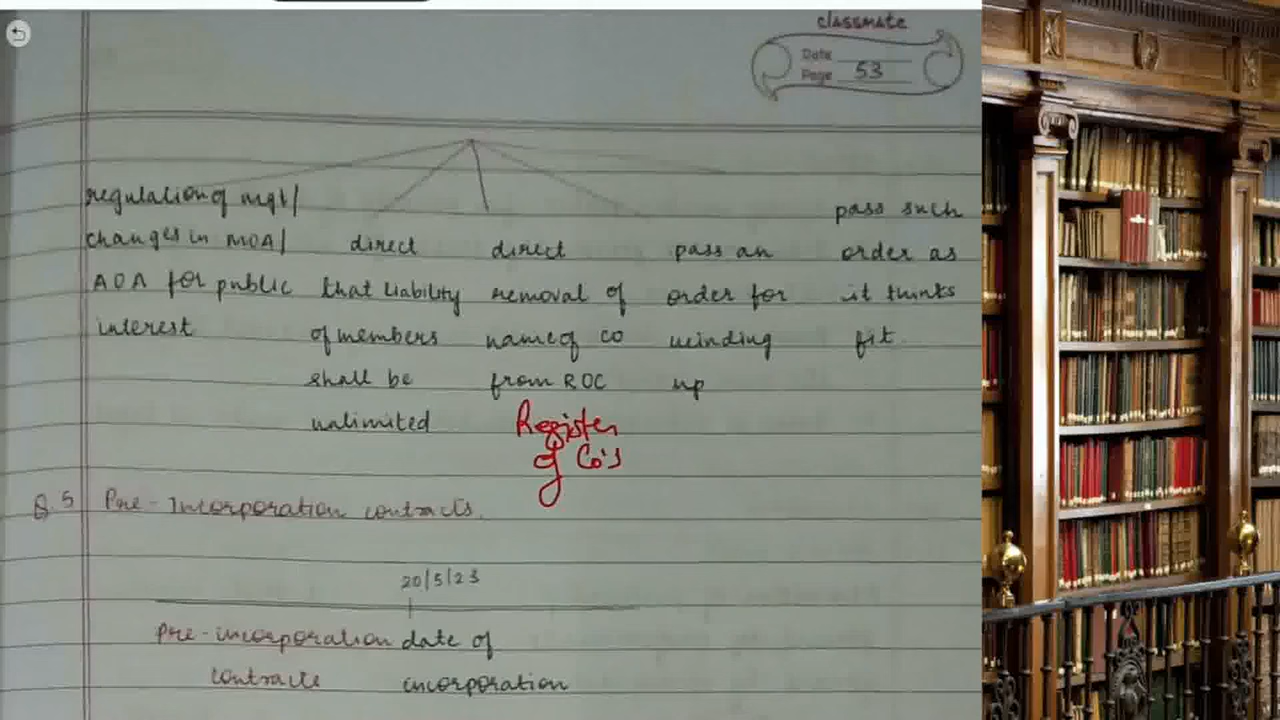 classmate
Date
Page 53
regulation of mgt/
changes in MOA/
AOA for public
interest
direct
that liability
of members
shall be
unlimited
direct
removal of
name of CO
from ROC
Register
of Co's
pass an
order for
winding
up
pass such
order as
it thinks
fit
Q.5 Pre-Incorporation contracts.
20/5/23
Pre-incorporation
contracts
date of
incorporation